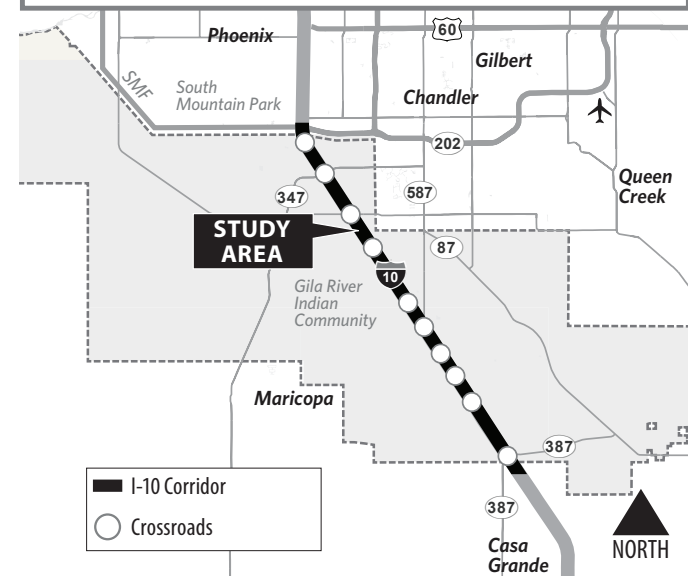 60
Phoenix
Gilbert
SMF
South
Mountain Park
Chandler
202
Queen
Creek
347
587
STUDY
AREA
87
10
Gila River
Indian
Community
Maricopa
387
I-10 Corridor
Crossroads
387
NORTH
Casa
Grande